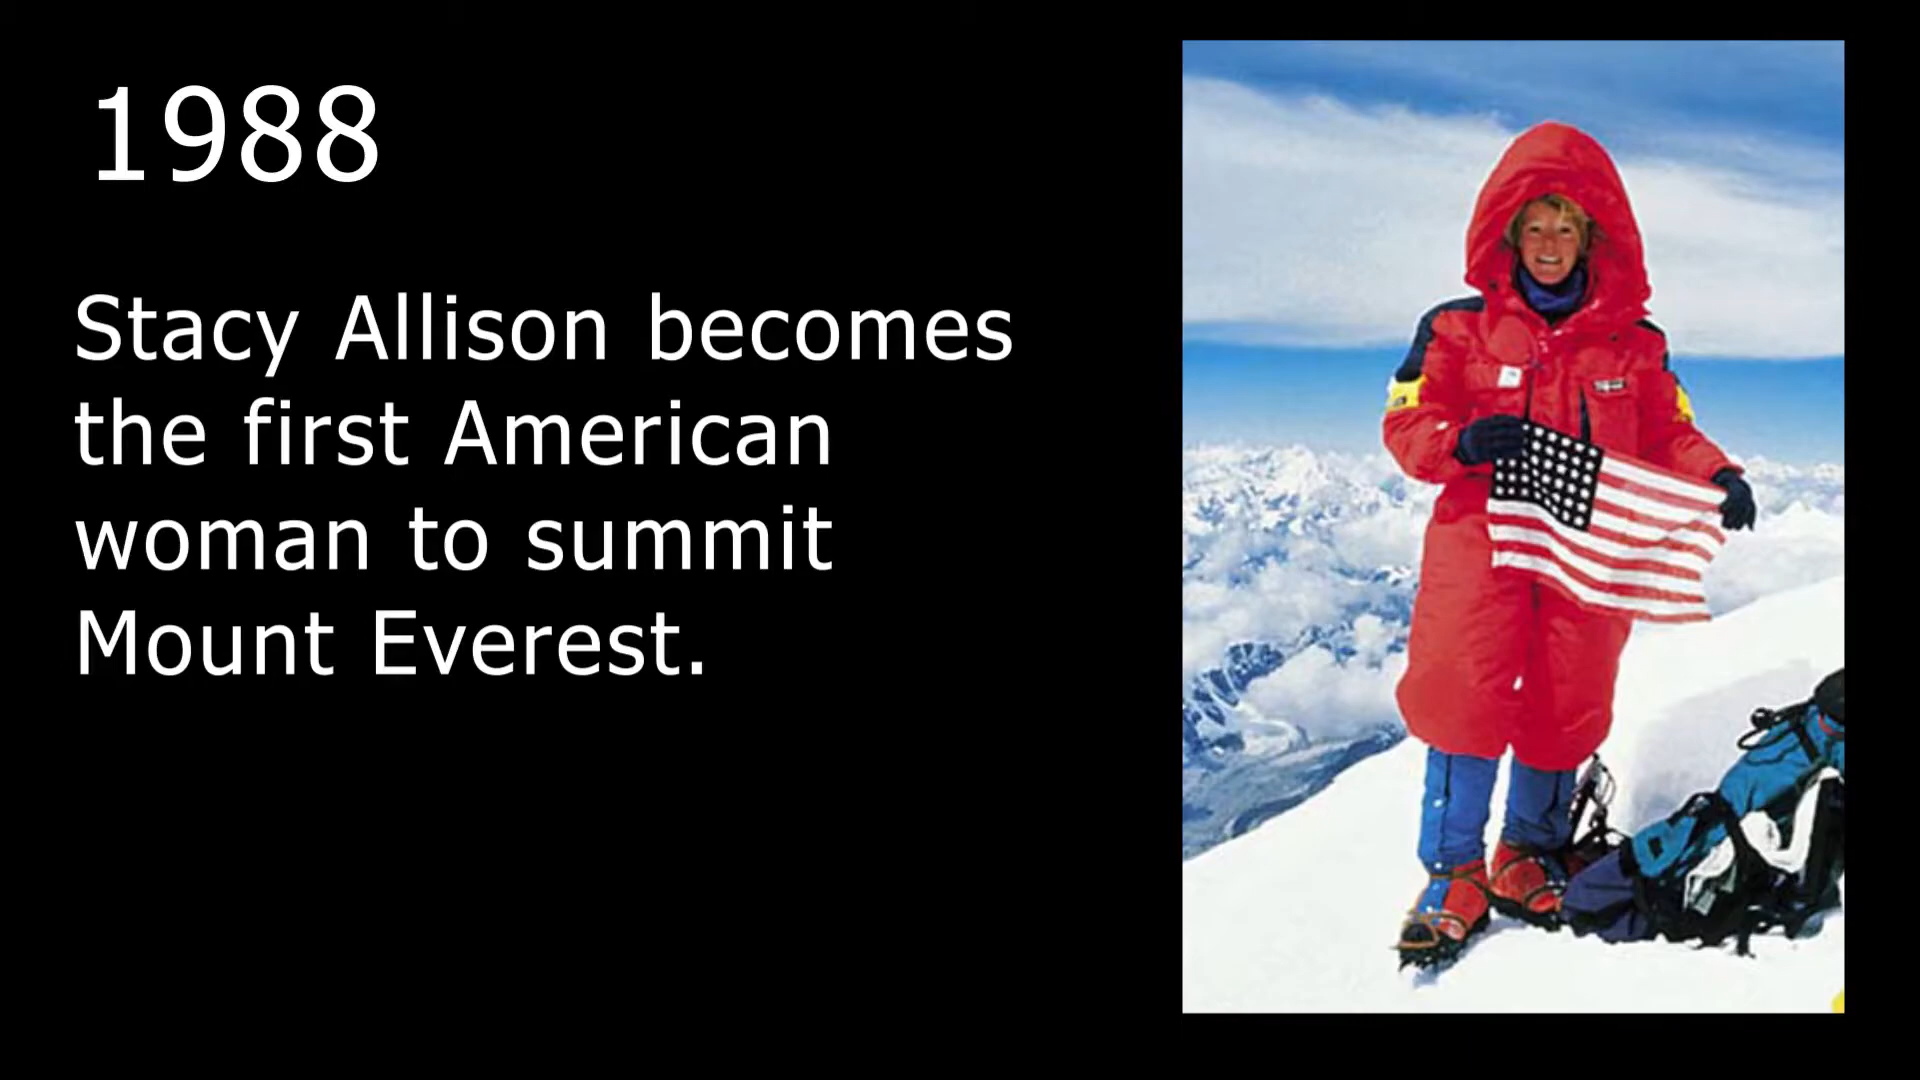 1988
Stacy Allison becomes
the first American
woman to summit
Mount Everest.